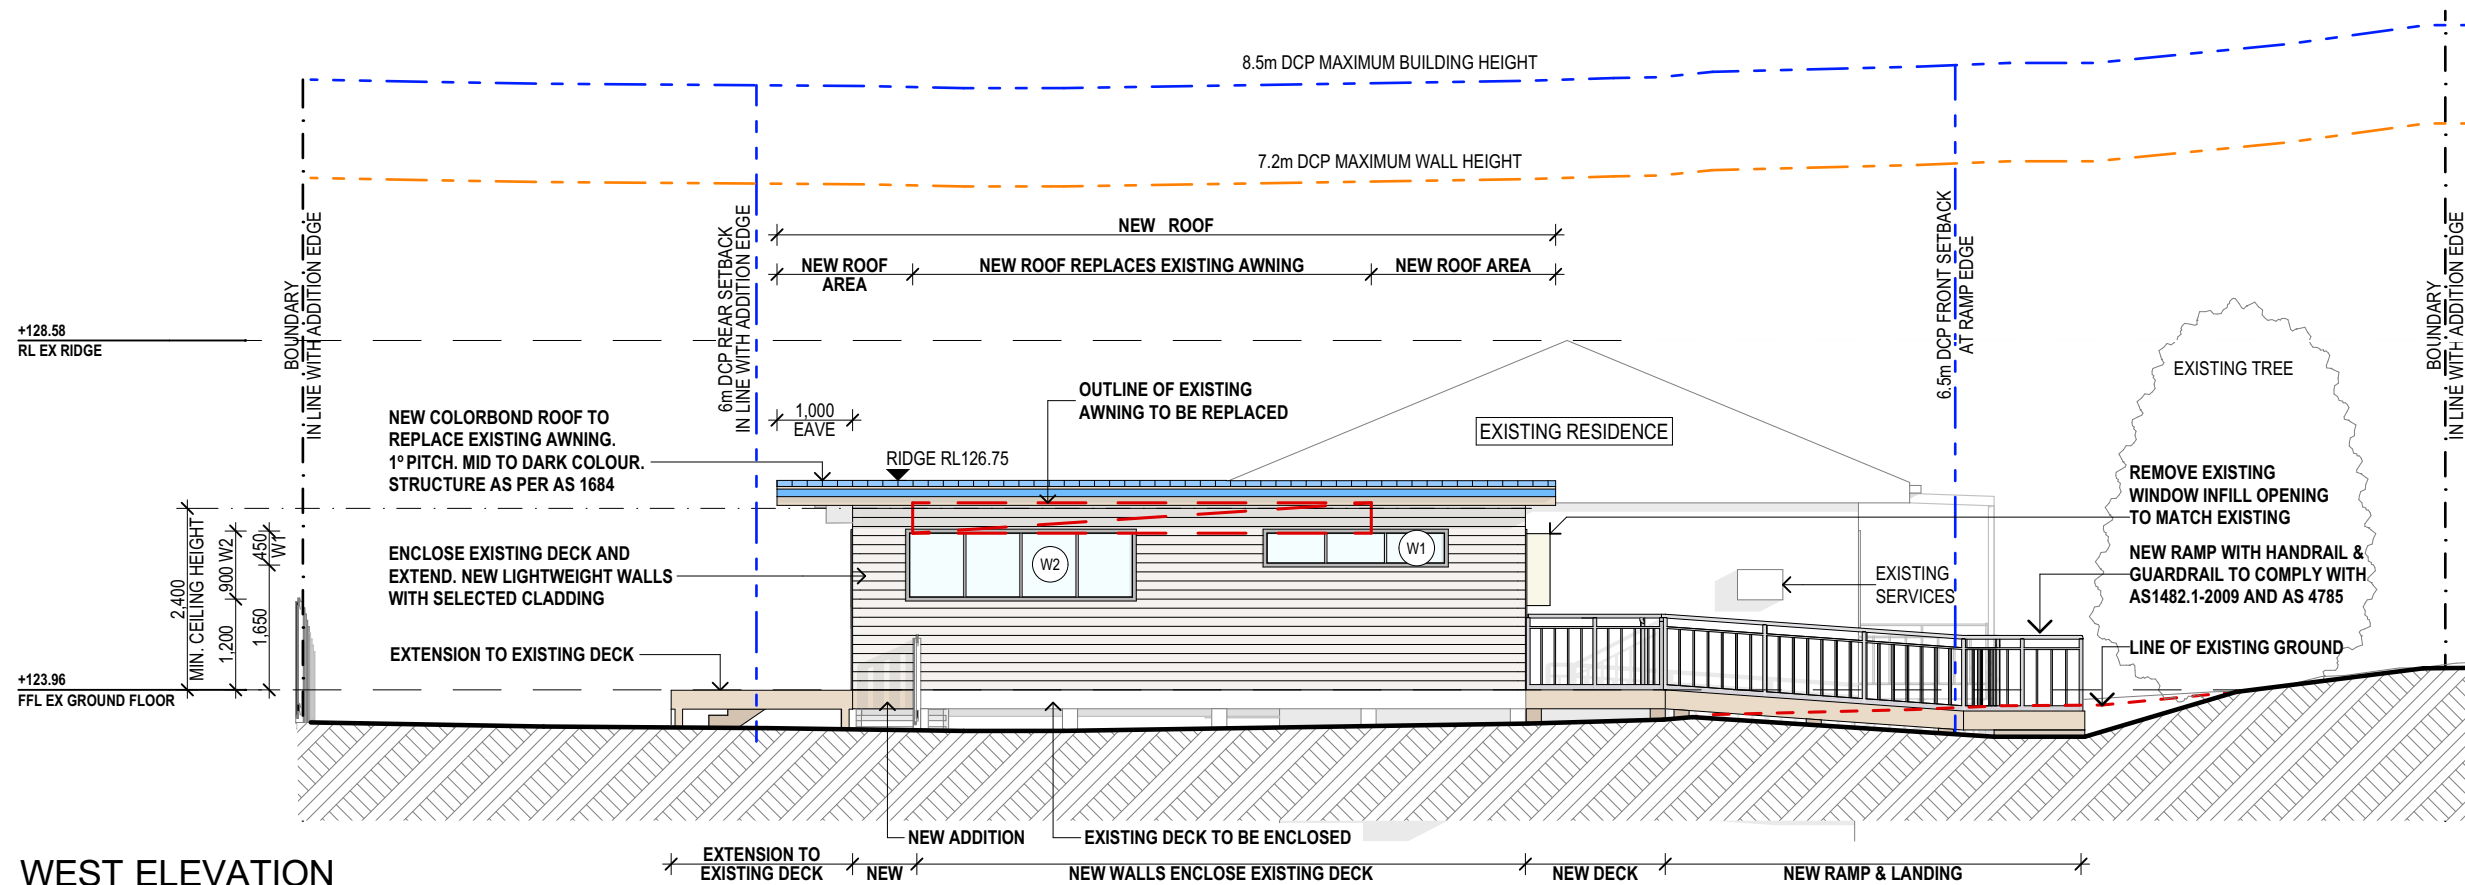 8.5m DCP MAXIMUM BUILDING HEIGHT
7.2m DCP MAXIMUM WALL HEIGHT
BOUNDARY
IN LINE WITH ADDITION EDGE
6m DCP REAR SETBACK
IN LINE WITH ADDITION EDGE
NEW ROOF
NEW ROOF
AREA
NEW ROOF REPLACES EXISTING AWNING
NEW ROOF AREA
6.5m DCP FRONT SETBACK
AT RAMP EDGE
BOUNDARY
IN LINE WITH ADDITION EDGE
+128.58
RL EX RIDGE
EXISTING TREE
OUTLINE OF EXISTING
AWNING TO BE REPLACED
1,000
EAVE
NEW COLORBOND ROOF TO
REPLACE EXISTING AWNING.
1º PITCH. MID TO DARK COLOUR.
STRUCTURE AS PER AS 1684
RIDGE RL126.75
EXISTING RESIDENCE
REMOVE EXISTING
WINDOW INFILL OPENING
TO MATCH EXISTING
2,400
MIN. CEILING HEIGHT
900 W2
1,200
450
W1
1,650
ENCLOSE EXISTING DECK AND
EXTEND. NEW LIGHTWEIGHT WALLS
WITH SELECTED CLADDING
W2
W1
EXISTING
SERVICES
NEW RAMP WITH HANDRAIL &
GUARDRAIL TO COMPLY WITH
AS1482.1-2009 AND AS 4785
EXTENSION TO EXISTING DECK
LINE OF EXISTING GROUND
+123.96
FFL EX GROUND FLOOR
NEW ADDITION
EXISTING DECK TO BE ENCLOSED
EXTENSION TO
EXISTING DECK
NEW
NEW WALLS ENCLOSE EXISTING DECK
NEW DECK
NEW RAMP & LANDING
WEST ELEVATION